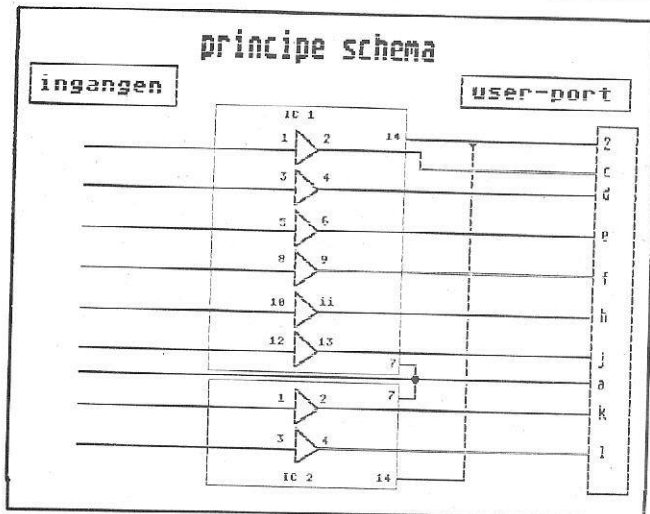 principe schema
ingangen
user-port
IC 1
14 2
1 2
c
3 4 d
5 6 e
8 9 f
10 ii h
12 13 j
7
a
7
1 2 k
3 4 l
IC 2 14